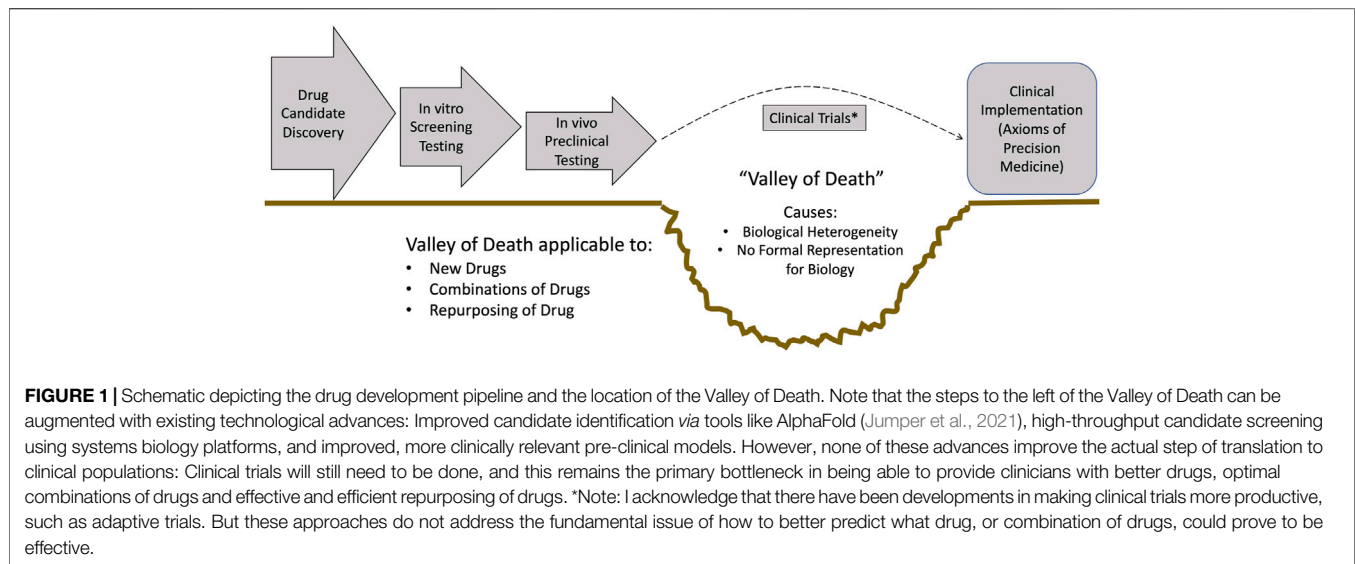 Drug
Candidate
Discovery
In vitro
Screening
Testing
In vivo
Preclinical
Testing
Clinical Trials*
Clinical
Implementation
(Axioms of
Precision
Medicine)
"Valley of Death"
Causes:
• Biological Heterogeneity
• No Formal Representation
for Biology
Valley of Death applicable to:
• New Drugs
• Combinations of Drugs
• Repurposing of Drug
FIGURE 1 | Schematic depicting the drug development pipeline and the location of the Valley of Death. Note that the steps to the left of the Valley of Death can be
augmented with existing technological advances: Improved candidate identification via tools like AlphaFold (Jumper et al., 2021), high-throughput candidate screening
using systems biology platforms, and improved, more clinically relevant pre-clinical models. However, none of these advances improve the actual step of translation to
clinical populations: Clinical trials will still need to be done, and this remains the primary bottleneck in being able to provide clinicians with better drugs, optimal
combinations of drugs and effective and efficient repurposing of drugs. *Note: I acknowledge that there have been developments in making clinical trials more productive,
such as adaptive trials. But these approaches do not address the fundamental issue of how to better predict what drug, or combination of drugs, could prove to be
effective.